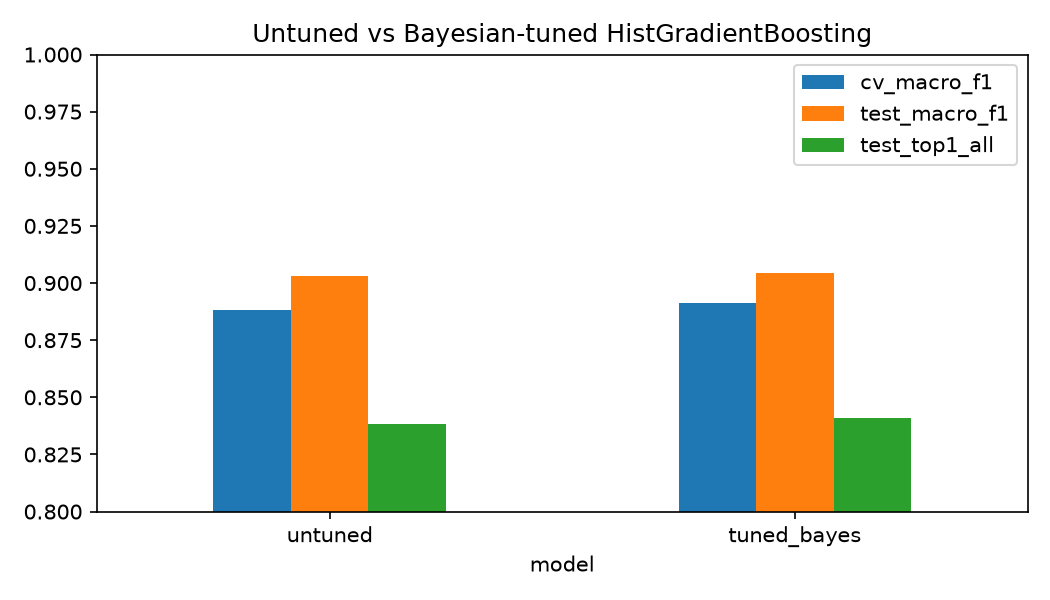 Untuned vs Bayesian-tuned HistGradientBoosting
1.000
0.975
0.950
0.925
0.900
0.875
0.850
0.825
0.800
cv_macro_f1
test_macro_f1
test_top1_all
untuned
tuned_bayes
model